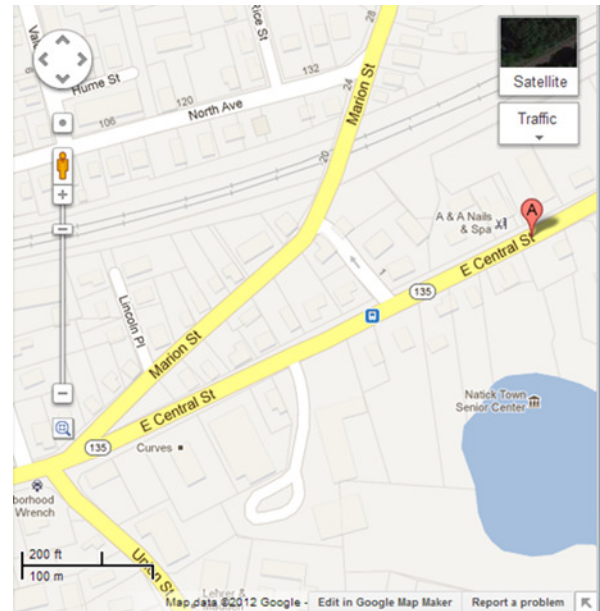 Rice St
28
Satellite
Hume St
132
24
Marion St
120
North Ave
106
Traffic
20
A & A Nails
& Spa
A
E Central St
135
Lincoln Pl
Marion St
E Central St
Natick Town
Senior Center
135
Curves
borhood
Wrench
Union St
200 ft
100 m
Lehrer &
Map data ©2012 Google -
Edit in Google Map Maker
Report a problem